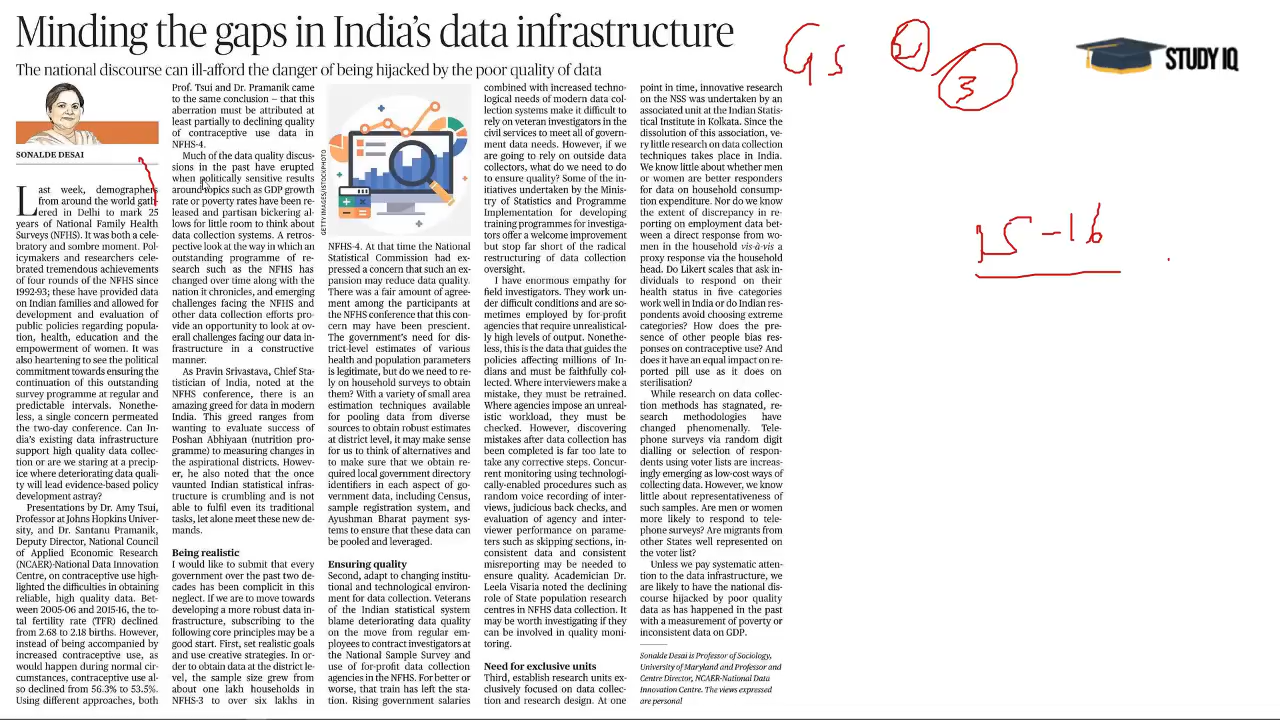 Minding the gaps in India's data infrastructure
The national discourse can ill-afford the danger of being hijacked by the poor quality of data
SONALDE DESAI
Last week, demographers
from around the world gath-
ered in Delhi to mark 25
years of National Family Health
Surveys (NFHS). It was both a cele-
bratory and sombre moment. Pol-
icymakers and researchers cele-
brated tremendous achievements
of four rounds of the NFHS since
1992-93; these have provided data
on Indian families and allowed for
development and evaluation of
public policies regarding popula-
tion, health, education and the
empowerment of women. It was
also heartening to see the political
commitment towards ensuring the
continuation of this outstanding
survey programme at regular and
predictable intervals. Nonethe-
less, a single concern permeated
the two-day conference. Can In-
dia's existing data infrastructure
support high quality data collec-
tion or are we staring at a precip-
ice where deteriorating data quali-
ty will lead evidence-based policy
development astray?
Presentations by Dr. Amy Tsui,
Professor at Johns Hopkins Univer-
sity, and Dr. Santanu Pramanik,
Deputy Director, National Council
of Applied Economic Research
(NCAER)-National Data Innovation
Centre, on contraceptive use high-
lighted the difficulties in obtaining
reliable, high quality data. Bet-
ween 2005-06 and 2015-16, the to-
tal fertility rate (TFR) declined
from 2.68 to 2.18 births. However,
instead of being accompanied by
increased contraceptive use, as
would happen during normal cir-
cumstances, contraceptive use al-
so declined from 56.3% to 53.5%.
Using different approaches, both
Prof. Tsui and Dr. Pramanik came
to the same conclusion – that this
aberration must be attributed at
least partially to declining quality
of contraceptive use data in
NFHS-4.
Much of the data quality discus-
sions in the past have erupted
when politically sensitive results
around topics such as GDP growth
rate or poverty rates have been re-
leased and partisan bickering al-
lows for little room to think about
data collection systems. A retros-
pective look at the way in which an
outstanding programme of re-
search such as the NFHS has
changed over time along with the
nation it chronicles, and emerging
challenges facing the NFHS and
other data collection efforts pro-
vide an opportunity to look at ov-
erall challenges facing our data in-
frastructure in a constructive
manner.
As Pravin Srivastava, Chief Sta-
tistician of India, noted at the
NFHS conference, there is an
amazing greed for data in modern
India. This greed ranges from
wanting to evaluate success of
Poshan Abhiyaan (nutrition pro-
gramme) to measuring changes in
the aspirational districts. Howev-
er, he also noted that the once
vaunted Indian statistical infras-
tructure is crumbling and is not
able to fulfil even its traditional
tasks, let alone meet these new de-
mands.
Being realistic
I would like to submit that every
government over the past two de-
cades has been complicit in this
neglect. If we are to move towards
developing a more robust data in-
frastructure, subscribing to the
following core principles may be a
good start. First, set realistic goals
and use creative strategies. In or-
der to obtain data at the district le-
vel, the sample size grew from
about one lakh households in
NFHS-3 to over six lakhs in
GETTY IMAGES/ISTOCKPHOTO
NFHS-4. At that time the National
Statistical Commission had ex-
pressed a concern that such an ex-
pansion may reduce data quality.
There was a fair amount of agree-
ment among the participants at
the NFHS conference that this con-
cern may have been prescient.
The government's need for dis-
trict-level estimates of various
health and population parameters
is legitimate, but do we need to re-
ly on household surveys to obtain
them? With a variety of small area
estimation techniques available
for pooling data from diverse
sources to obtain robust estimates
at district level, it may make sense
for us to think of alternatives and
to make sure that we obtain re-
quired local government directory
identifiers in each aspect of go-
vernment data, including Census,
sample registration system, and
Ayushman Bharat payment sys-
tems to ensure that these data can
be pooled and leveraged.
Ensuring quality
Second, adapt to changing institu-
tional and technological environ-
ment for data collection. Veterans
of the Indian statistical system
blame deteriorating data quality
on the move from regular em-
ployees to contract investigators at
the National Sample Survey and
use of for-profit data collection
agencies in the NFHS. For better or
worse, that train has left the sta-
tion. Rising government salaries
combined with increased techno-
logical needs of modern data col-
lection systems make it difficult to
rely on veteran investigators in the
civil services to meet all of govern-
ment data needs. However, if we
are going to rely on outside data
collectors, what do we need to do
to ensure quality? Some of the in-
itiatives undertaken by the Minis-
try of Statistics and Programme
Implementation for developing
training programmes for investiga-
tors offer a welcome improvement
but stop far short of the radical
restructuring of data collection
oversight.
I have enormous empathy for
field investigators. They work un-
der difficult conditions and are so-
metimes employed by for-profit
agencies that require unrealistical-
ly high levels of output. Nonethe-
less, this is the data that guides the
policies affecting millions of In-
dians and must be faithfully col-
lected. Where interviewers make a
mistake, they must be retrained.
Where agencies impose an unreal-
istic workload, they must be
checked. However, discovering
mistakes after data collection has
been completed is far too late to
take any corrective steps. Concur-
rent monitoring using technologi-
cally-enabled procedures such as
random voice recording of inter-
views, judicious back checks, and
evaluation of agency and inter-
viewer performance on parame-
ters such as skipping sections, in-
consistent data and consistent
misreporting may be needed to
ensure quality. Academician Dr.
Leela Visaria noted the declining
role of State population research
centres in NFHS data collection. It
may be worth investigating if they
can be involved in quality moni-
toring.
Need for exclusive units
Third, establish research units ex-
clusively focused on data collec-
tion and research design. At one
point in time, innovative research
on the NSS was undertaken by an
associated unit at the Indian Statis-
tical Institute in Kolkata. Since the
dissolution of this association, ve-
ry little research on data collection
techniques takes place in India.
We know little about whether men
or women are better responders
for data on household consump-
tion expenditure. Nor do we know
the extent of discrepancy in re-
porting on employment data bet-
ween a direct response from wo-
men in the household vis-à-vis a
proxy response via the household
head. Do Likert scales that ask in-
dividuals to respond on their
health status in five categories
work well in India or do Indian res-
pondents avoid choosing extreme
categories? How does the pre-
sence of other people bias res-
ponses on contraceptive use? And
does it have an equal impact on re-
ported pill use as it does on
sterilisation?
While research on data collec-
tion methods has stagnated, re-
search methodologies have
changed phenomenally. Tele-
phone surveys via random digit
dialling or selection of respon-
dents using voter lists are increas-
ingly emerging as low-cost ways of
collecting data. However, we know
little about representativeness of
such samples. Are men or women
more likely to respond to tele-
phone surveys? Are migrants from
other States well represented on
the voter list?
Unless we pay systematic atten-
tion to the data infrastructure, we
are likely to have the national dis-
course hijacked by poor quality
data as has happened in the past
with a measurement of poverty or
inconsistent data on GDP.
Sonalde Desai is Professor of Sociology,
University of Maryland and Professor and
Centre Director, NCAER-National Data
Innovation Centre. The views expressed
are personal
GS 3
15-16
STUDY IQ